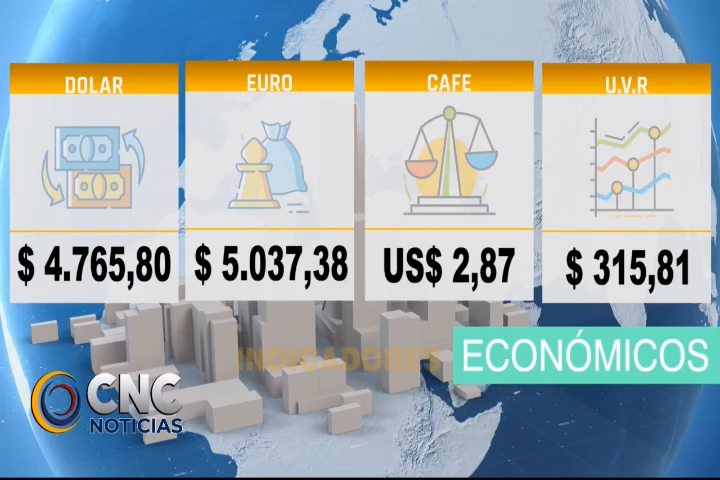 DOLAR
EURO
CAFE
U.V.R
$ 4.765,80
$ 5.037,38
US$ 2,87
$ 315,81
INDICADORES
ECONÓMICOS
CNC
NOTICIAS